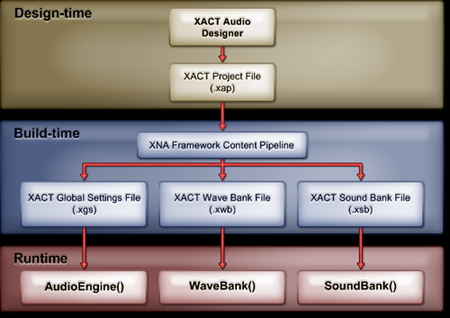 Design-time
XACT Audio
Designer
XACT Project File
(.xap)
Build-time
XNA Framework Content Pipeline
XACT Global Settings File
(.xgs)
XACT Wave Bank File
(.xwb)
XACT Sound Bank File
(.xsb)
Runtime
AudioEngine()
WaveBank()
SoundBank()